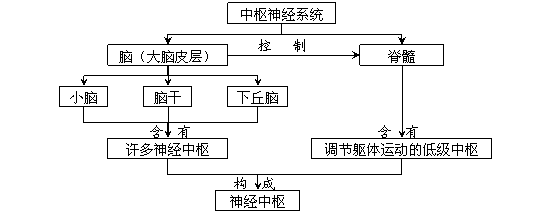 中枢神经系统
脑（大脑皮层）
控 制
脊髓
小脑
脑干
下丘脑
含 有
含 有
许多神经中枢
调节躯体运动的低级中枢
构 成
神经中枢